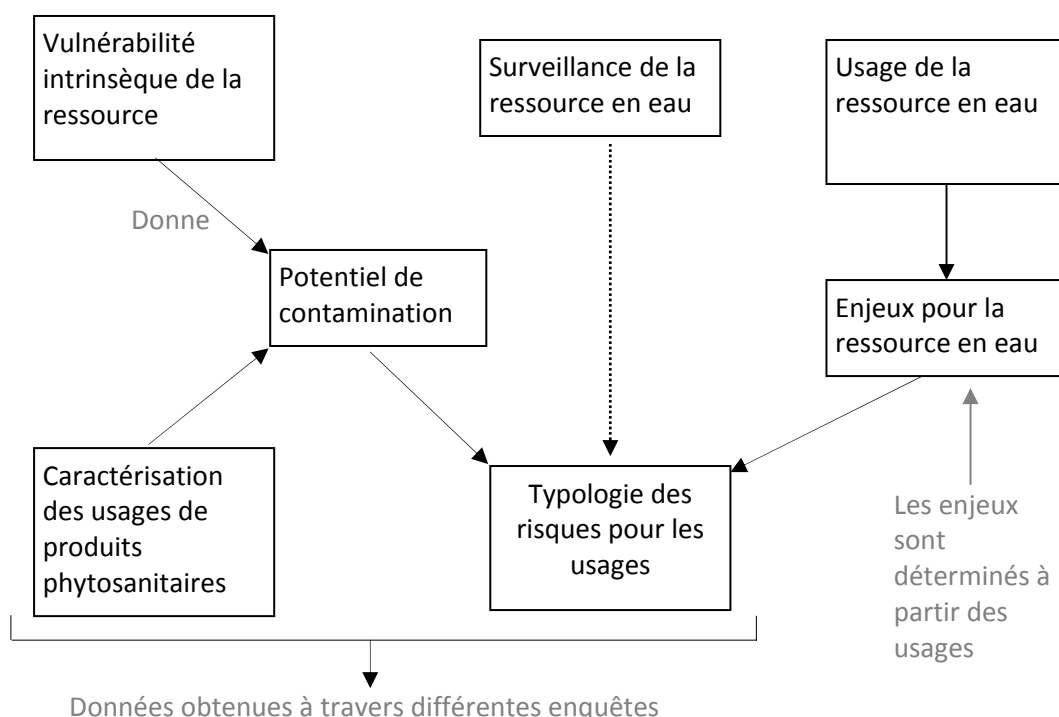 Vulnérabilité
intrinsèque de la
ressource
Surveillance de la
ressource en eau
Usage de la
ressource en eau
Donne
Potentiel de
contamination
Enjeux pour la
ressource en eau
Caractérisation
des usages de
produits
phytosanitaires
Typologie des
risques pour les
usages
Les enjeux
sont
déterminés à
partir des
usages
Données obtenues à travers différentes enquêtes